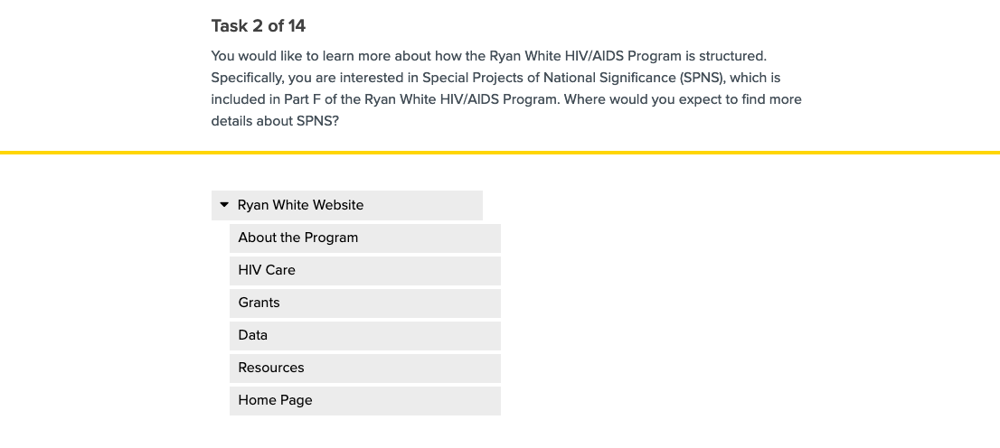 Task 2 of 14
You would like to learn more about how the Ryan White HIV/AIDS Program is structured.
Specifically, you are interested in Special Projects of National Significance (SPNS), which is
included in Part F of the Ryan White HIV/AIDS Program. Where would you expect to find more
details about SPNS?
Ryan White Website
About the Program
HIV Care
Grants
Data
Resources
Home Page